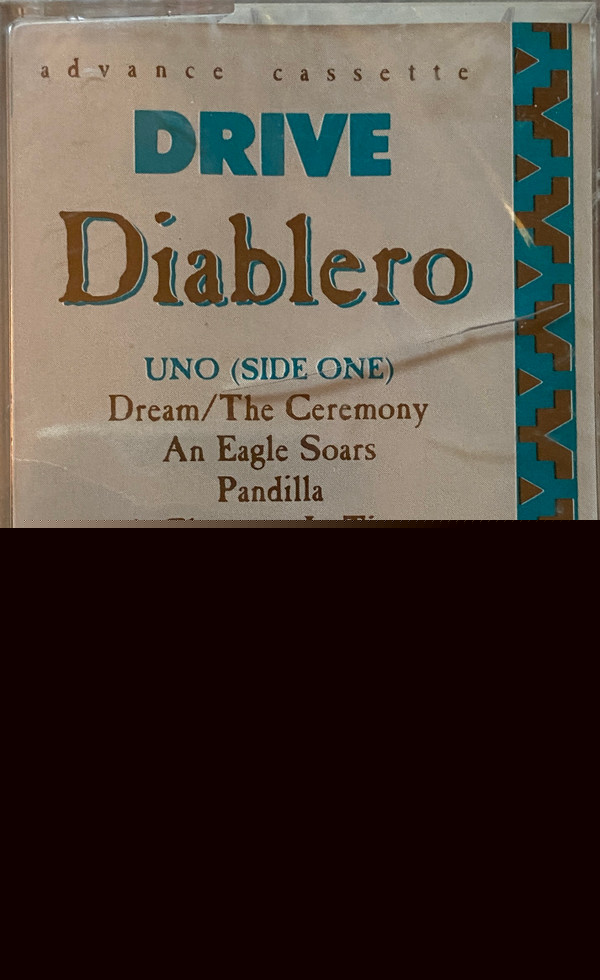 advance cassette
DRIVE
Diablero
UNO (SIDE ONE)
Dream/The Ceremony
An Eagle Soars
Pandilla